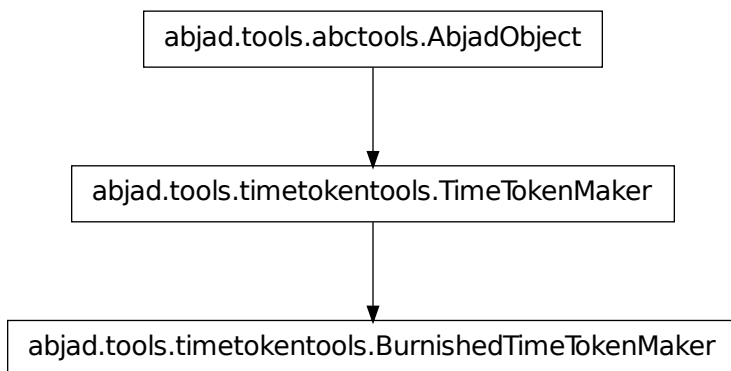 abjad.tools.abctools.AbjadObject
abjad.tools.timetokentools.TimeTokenMaker
abjad.tools.timetokentools.BurnishedTimeTokenMaker